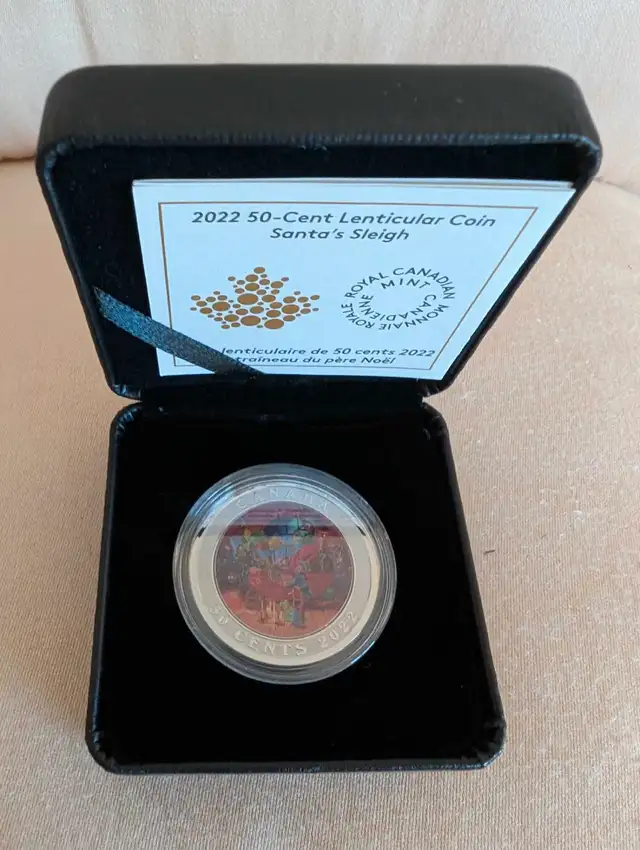 2022 50-Cent Lenticular Coin
Santa's Sleigh
ROYAL CANADIAN MINT
MONNAIE ROYALE CANADIENNE
lenticulaire de 50 cents 2022
traîneau du père Noël
CANADA
50 CENTS 2022